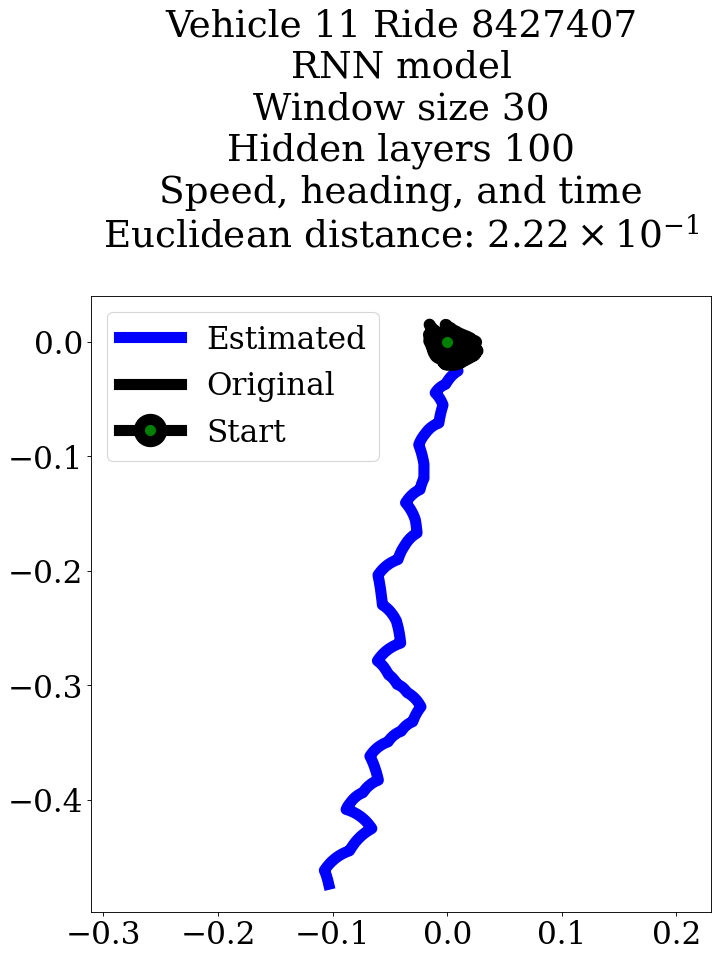 Vehicle 11 Ride 8427407
RNN model
Window size 30
Hidden layers 100
Speed, heading, and time
Euclidean distance: 2.22 × 10⁻¹
Estimated
Original
Start
0.0
−0.1
−0.2
−0.3
−0.4
−0.3 −0.2 −0.1 0.0 0.1 0.2